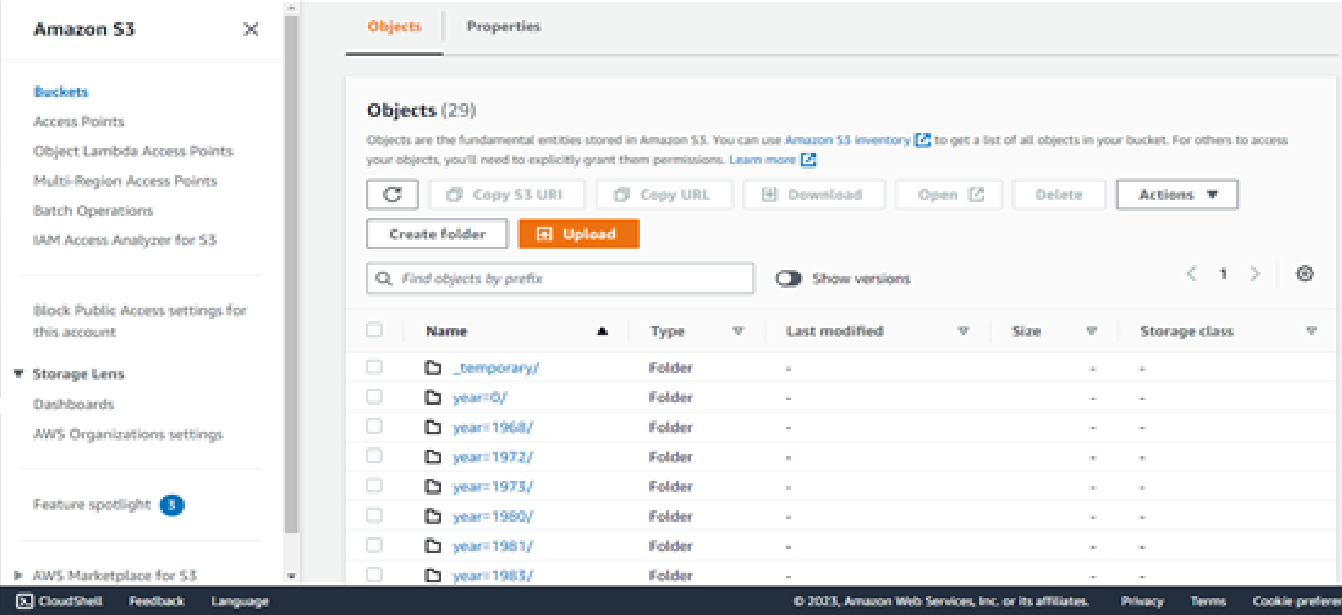 Amazon S3
Buckets
Access Points
Object Lambda Access Points
Multi-Region Access Points
Batch Operations
IAM Access Analyzer for S3
Block Public Access settings for
this account
Storage Lens
Dashboards
AWS Organizations settings
Feature spotlight 3
AWS Marketplace for S3
Objects Properties
Objects (29)
Objects are the fundamental entities stored in Amazon S3. You can use Amazon S3 inventory to get a list of all objects in your bucket. For others to access
your objects, you'll need to explicitly grant them permissions. Learn more
Copy S3 URI Copy URL Download Open Delete Actions
Create folder Upload
Find objects by prefix Show versions 1
Name Type Last modified Size Storage class
_temporary/ Folder - - -
year=0/ Folder - - -
year=1968/ Folder - - -
year=1972/ Folder - - -
year=1973/ Folder - - -
year=1980/ Folder - - -
year=1981/ Folder - - -
year=1983/ Folder - - -
CloudShell Feedback Language © 2023, Amazon Web Services, Inc. or its affiliates. Privacy Terms Cookie prefere